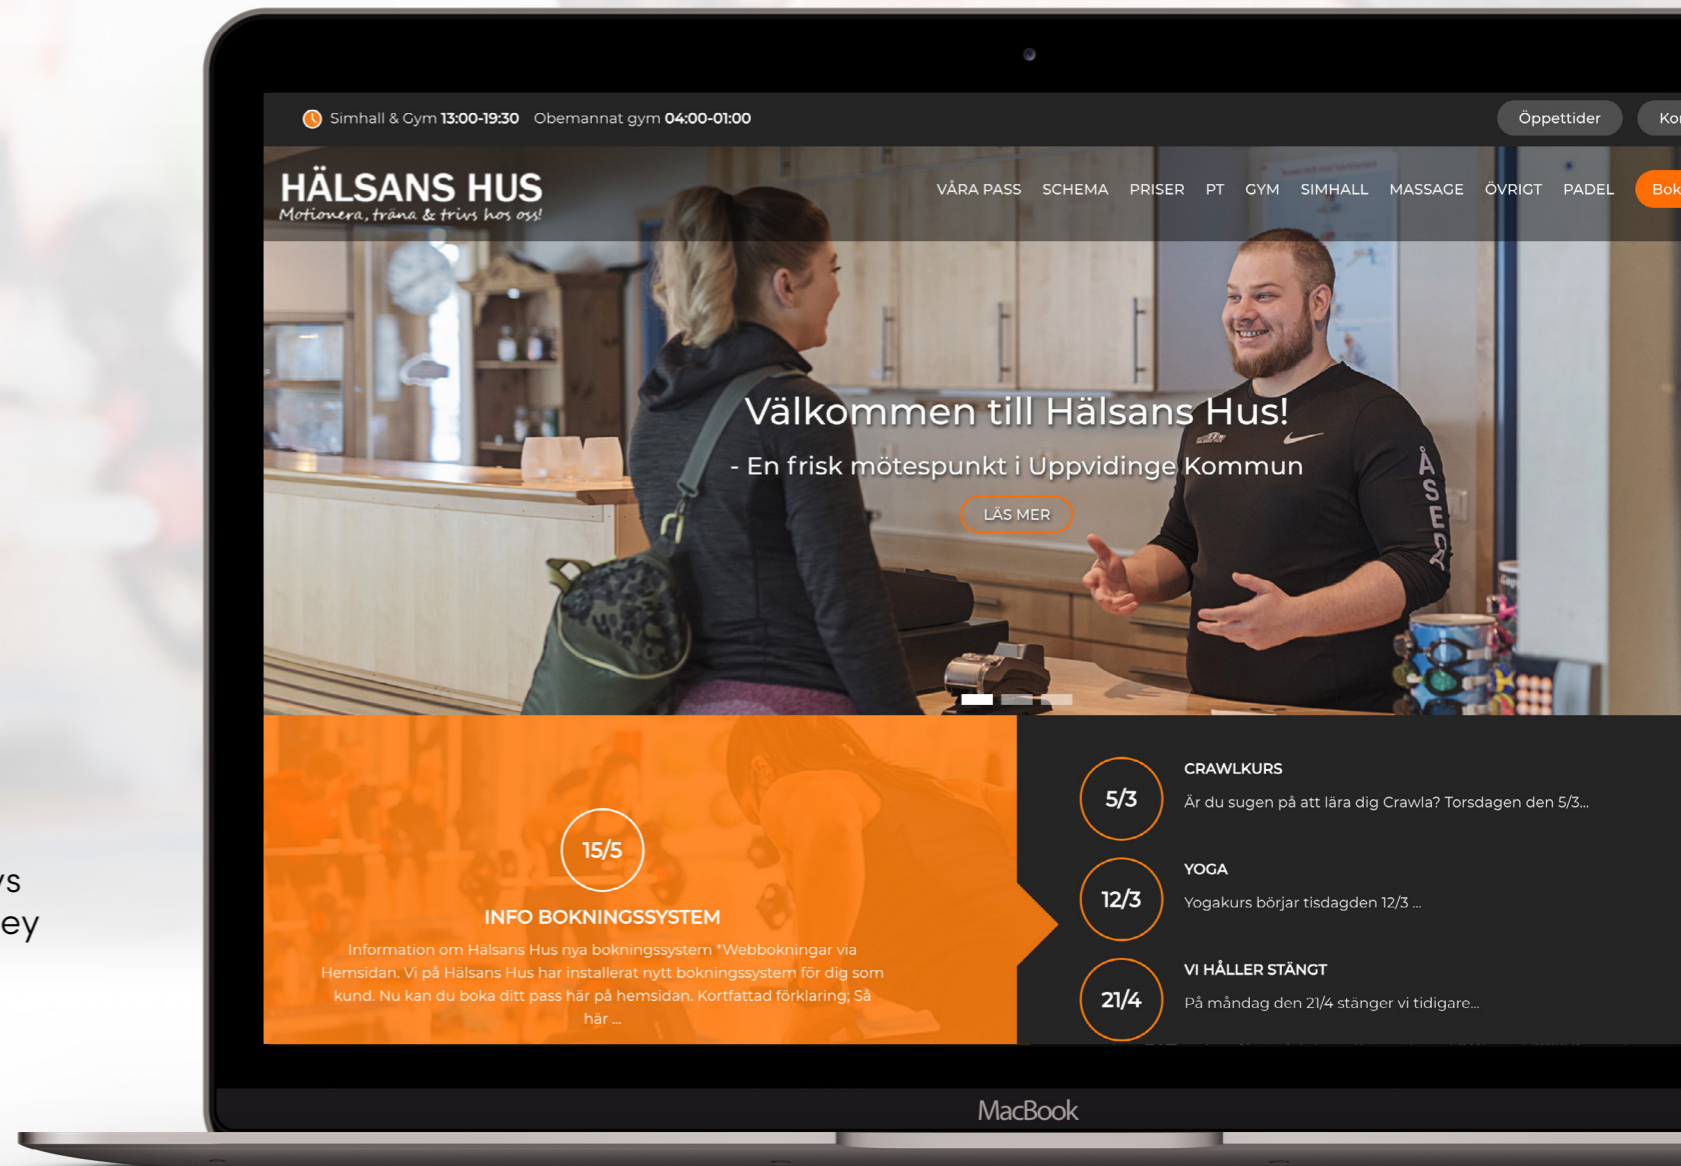 Simhall & Gym 13:00-19:30 Obemannat gym 04:00-01:00
Öppettider
HÄLSANS HUS
Motionera, träna & trivs hos oss!
VÅRA PASS SCHEMA PRISER PT GYM SIMHALL MASSAGE ÖVRIGT PADEL Bok
Välkommen till Hälsans Hus!
- En frisk mötespunkt i Uppvidinge Kommun
LÄS MER
ÅSEDA
15/5
INFO BOKNINGSSYSTEM
Information om Hälsans Hus nya bokningssystem *Webbokningar via
Hemsidan. Vi på Hälsans Hus har installerat nytt bokningssystem för dig som
kund. Nu kan du boka ditt pass här på hemsidan. Kortfattad förklaring; Så
här ...
5/3
CRAWLKURS
Är du sugen på att lära dig Crawla? Torsdagen den 5/3...
12/3
YOGA
Yogakurs börjar tisdagden 12/3 ...
21/4
VI HÅLLER STÄNGT
På måndag den 21/4 stänger vi tidigare...
ey
MacBook